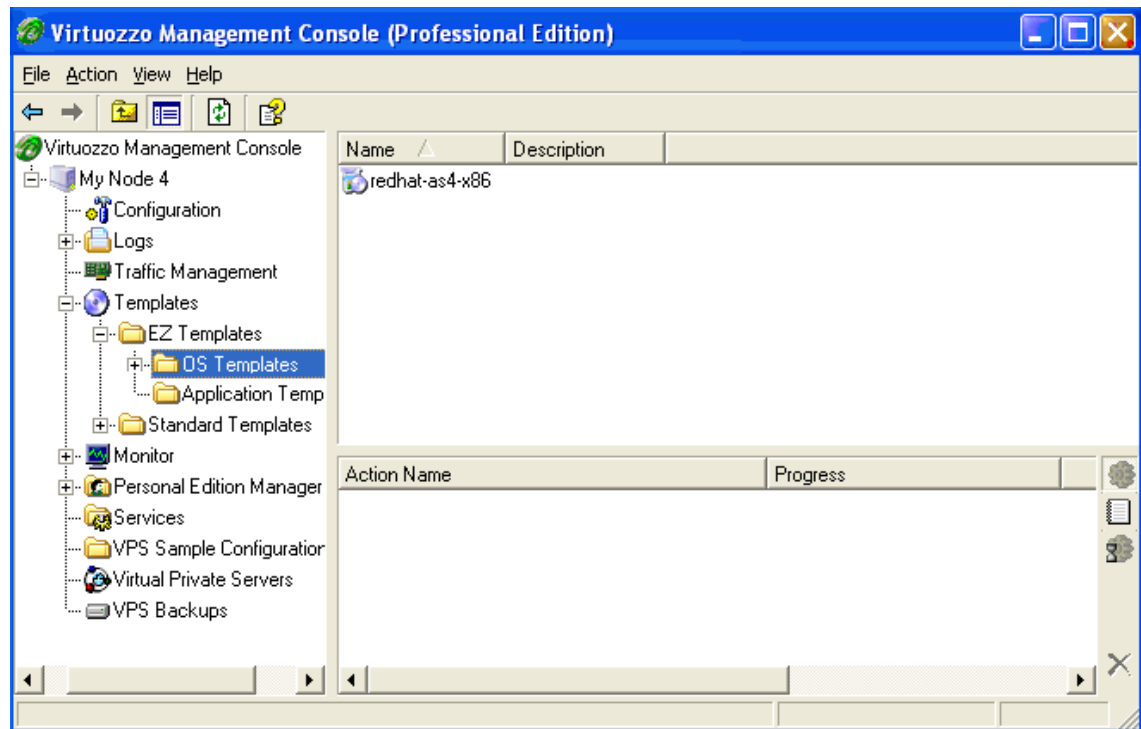 Virtuozzo Management Console (Professional Edition)
File Action View Help
Virtuozzo Management Console
My Node 4
Configuration
Logs
Traffic Management
Templates
EZ Templates
OS Templates
Application Temp
Standard Templates
Monitor
Personal Edition Manager
Services
VPS Sample Configuration
Virtual Private Servers
VPS Backups
Name Description
redhat-as4-x86
Action Name Progress